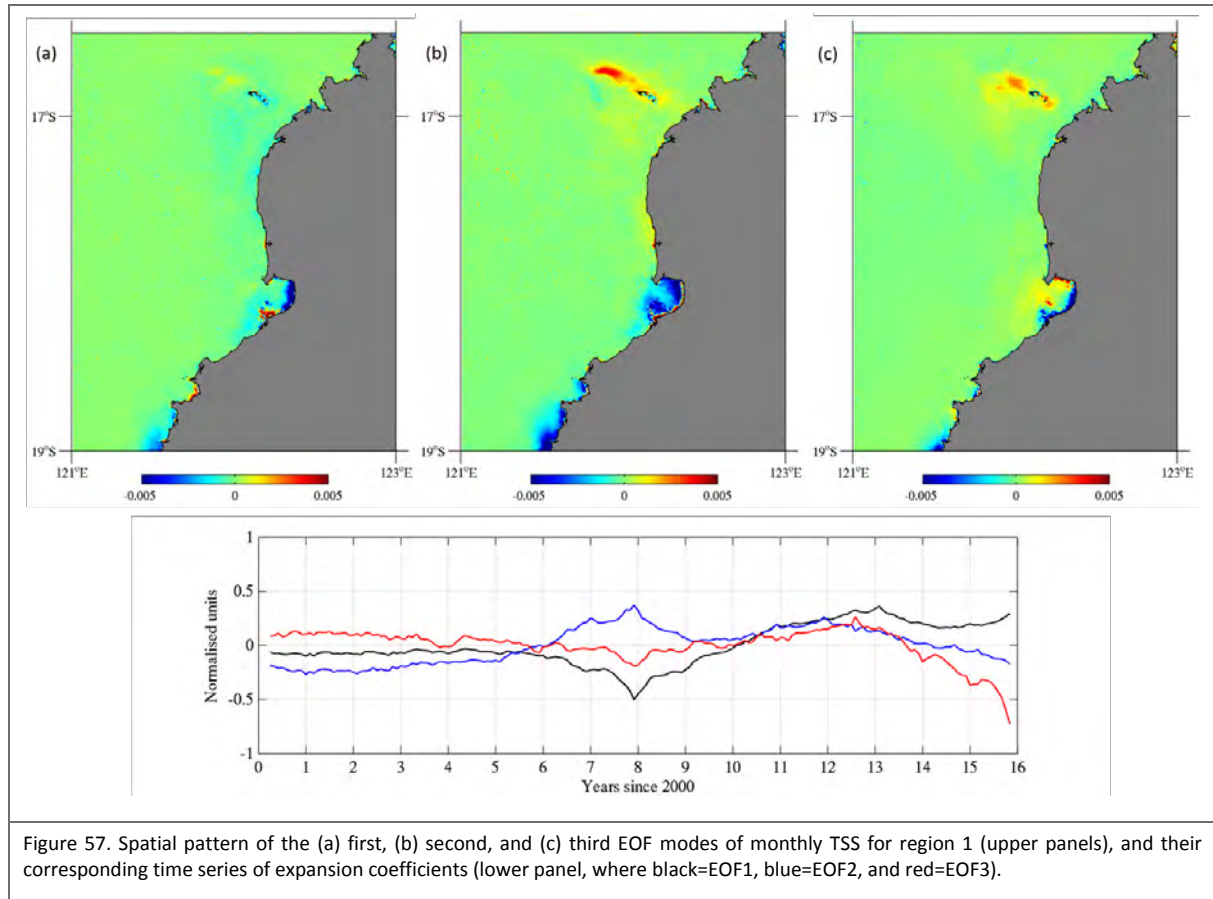 (a)
(b)
(c)
17°S
17°S
19°S
19°S
121°E
123°E
121°E
123°E
121°E
123°E
-0.005 0 0.005
-0.005 0 0.005
-0.005 0 0.005
1
0.5
0
-0.5
-1
Normalised units
0 1 2 3 4 5 6 7 8 9 10 11 12 13 14 15 16
Years since 2000
Figure 57. Spatial pattern of the (a) first, (b) second, and (c) third EOF modes of monthly TSS for region 1 (upper panels), and their
corresponding time series of expansion coefficients (lower panel, where black=EOF1, blue=EOF2, and red=EOF3).